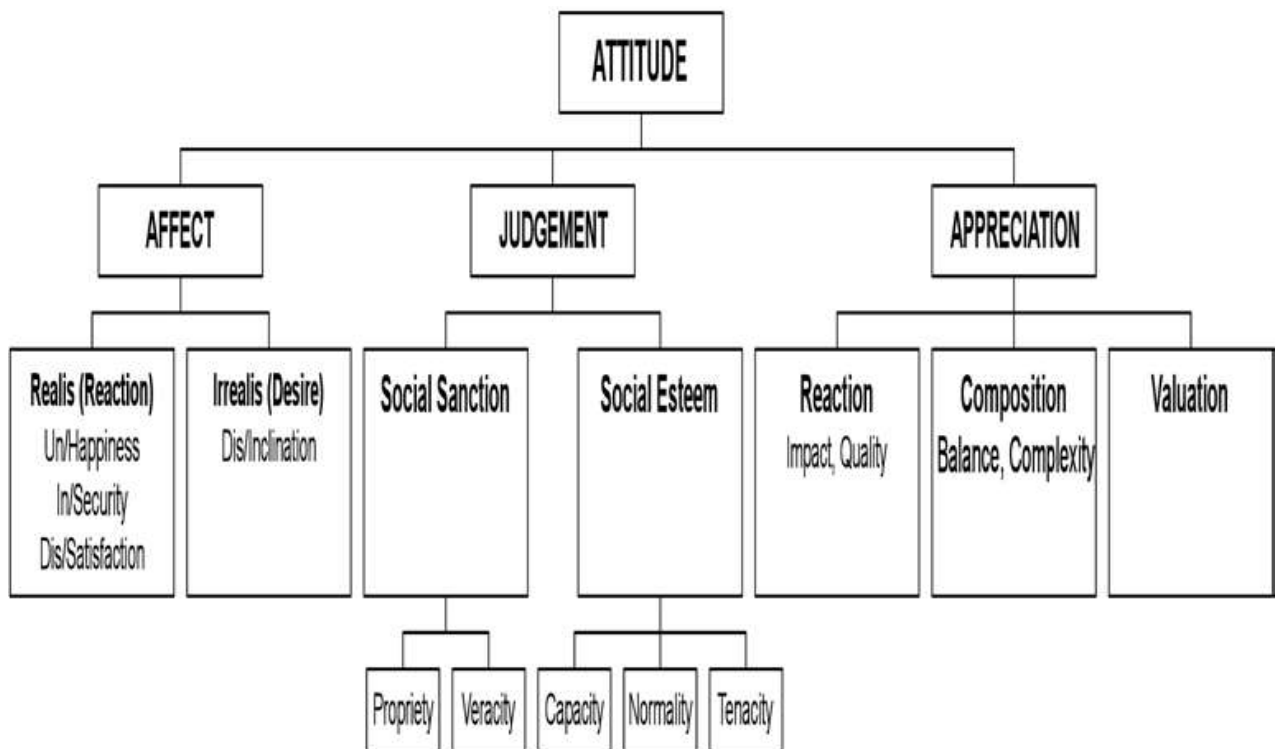 ATTITUDE
AFFECT
JUDGEMENT
APPRECIATION
Realis (Reaction)
Un/Happiness
In/Security
Dis/Satisfaction
Irrealis (Desire)
Dis/Inclination
Social Sanction
Social Esteem
Reaction
Impact, Quality
Composition
Balance, Complexity
Valuation
Propriety
Veracity
Capacity
Normality
Tenacity